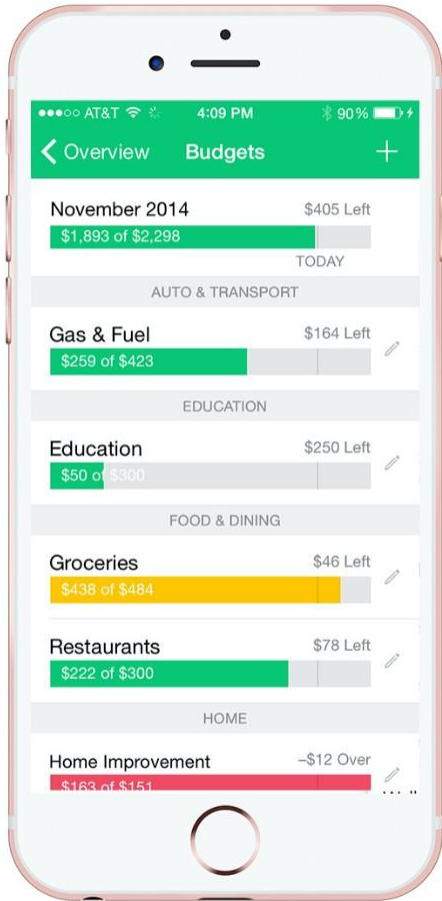 AT&T 4:09 PM 90%
Overview Budgets
November 2014 $405 Left
$1,893 of $2,298
TODAY
AUTO & TRANSPORT
Gas & Fuel $164 Left
$259 of $423
EDUCATION
Education $250 Left
$50 of $300
FOOD & DINING
Groceries $46 Left
$438 of $484
Restaurants $78 Left
$222 of $300
HOME
Home Improvement –$12 Over
$163 of $151